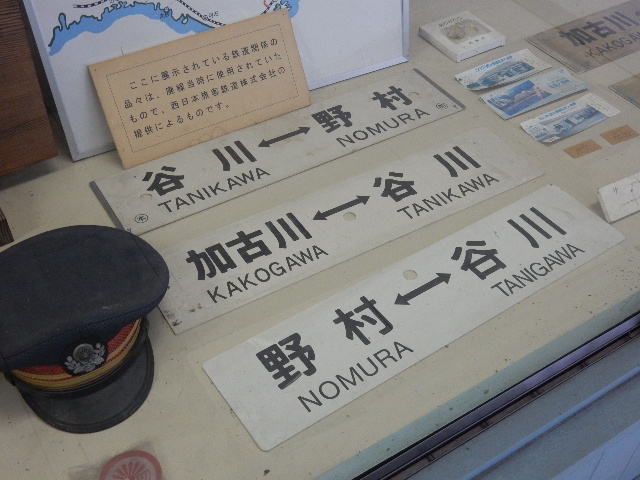 ここに展示されている鉄道関係の
品々は、廃線当時に使用されていた
もので、西日本旅客鉄道株式会社の
提供によるものです。
谷川 ↔ 野村
TANIKAWA NOMURA
加古川 ↔ 谷川
KAKOGAWA TANIKAWA
野村 ↔ 谷川
NOMURA TANIGAWA
加古川
KAKOGAWA